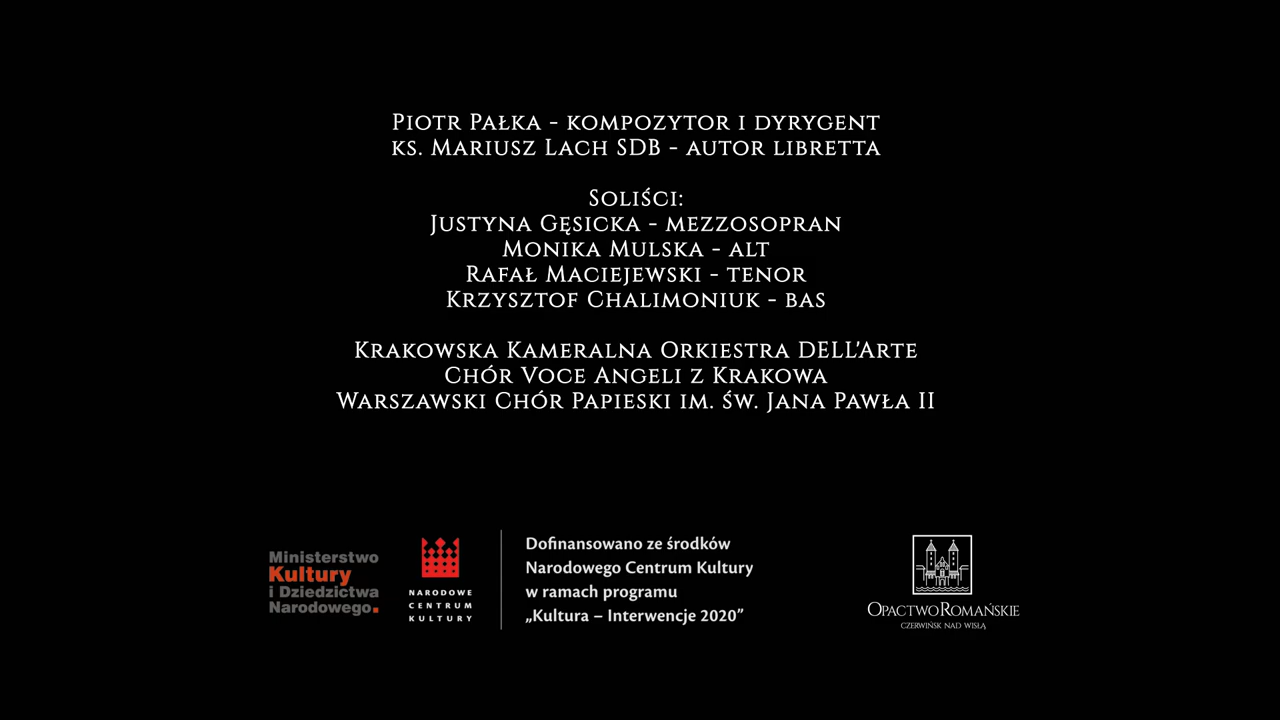 Piotr Pałka - kompozytor i dyrygent
ks. Mariusz Lach SDB - autor libretta
Soliści:
Justyna Gęsicka - mezzosopran
Monika Mulska - alt
Rafał Maciejewski - tenor
Krzysztof Chalimoniuk - bas
Krakowska Kameralna Orkiestra DELL'Arte
Chór Voce Angeli z Krakowa
Warszawski Chór Papieski im. św. Jana Pawła II
Ministerstwo
Kultury
i Dziedzictwa
Narodowego.
NARODOWE
CENTRUM
KULTURY
Dofinansowano ze środków
Narodowego Centrum Kultury
w ramach programu
„Kultura – Interwencje 2020”
OpactwoRomańskie
Czerwińsk nad Wisłą